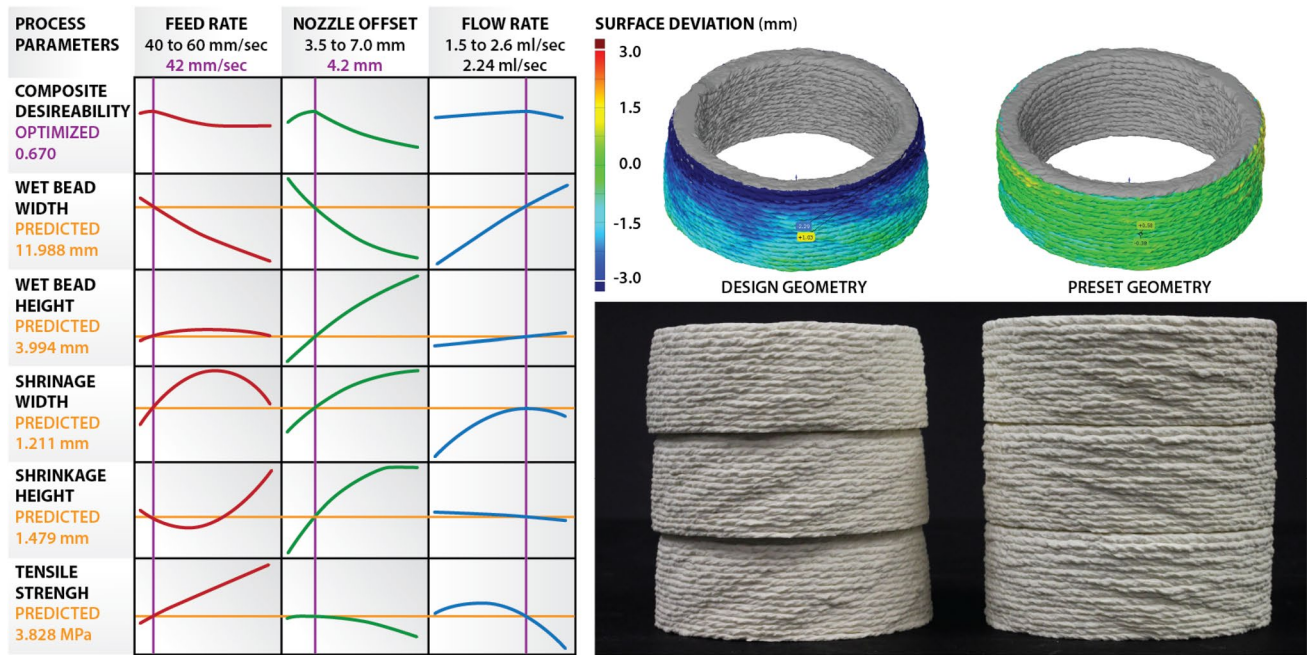 PROCESS
PARAMETERS
FEED RATE
40 to 60 mm/sec
42 mm/sec
NOZZLE OFFSET
3.5 to 7.0 mm
4.2 mm
FLOW RATE
1.5 to 2.6 ml/sec
2.24 ml/sec
COMPOSITE
DESIREABILITY
OPTIMIZED
0.670
WET BEAD
WIDTH
PREDICTED
11.988 mm
WET BEAD
HEIGHT
PREDICTED
3.994 mm
SHRINAGE
WIDTH
PREDICTED
1.211 mm
SHRINKAGE
HEIGHT
PREDICTED
1.479 mm
TENSILE
STRENGH
PREDICTED
3.828 MPa
SURFACE DEVIATION (mm)
3.0
1.5
0.0
-1.5
-3.0
+1.65
DESIGN GEOMETRY
PRESET GEOMETRY